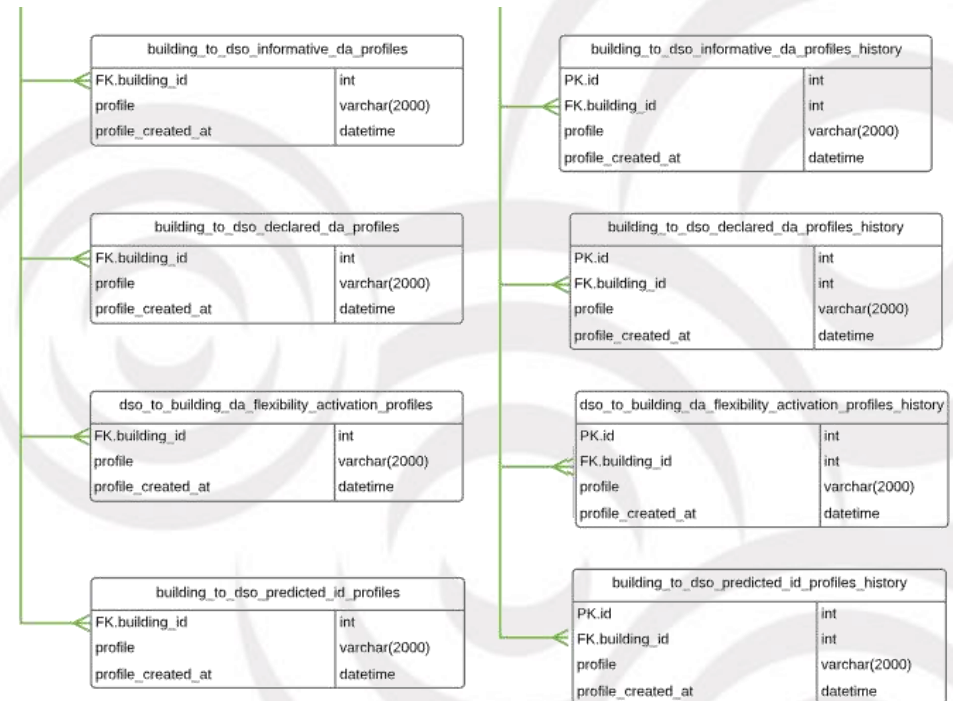 building_to_dso_informative_da_profiles
FK.building_id int
profile varchar(2000)
profile_created_at datetime
building_to_dso_informative_da_profiles_history
PK.id int
FK.building_id int
profile varchar(2000)
profile_created_at datetime
building_to_dso_declared_da_profiles
FK.building_id int
profile varchar(2000)
profile_created_at datetime
building_to_dso_declared_da_profiles_history
PK.id int
FK.building_id int
profile varchar(2000)
profile_created_at datetime
dso_to_building_da_flexibility_activation_profiles
FK.building_id int
profile varchar(2000)
profile_created_at datetime
dso_to_building_da_flexibility_activation_profiles_history
PK.id int
FK.building_id int
profile varchar(2000)
profile_created_at datetime
building_to_dso_predicted_id_profiles
FK.building_id int
profile varchar(2000)
profile_created_at datetime
building_to_dso_predicted_id_profiles_history
PK.id int
FK.building_id int
profile varchar(2000)
profile_created_at datetime